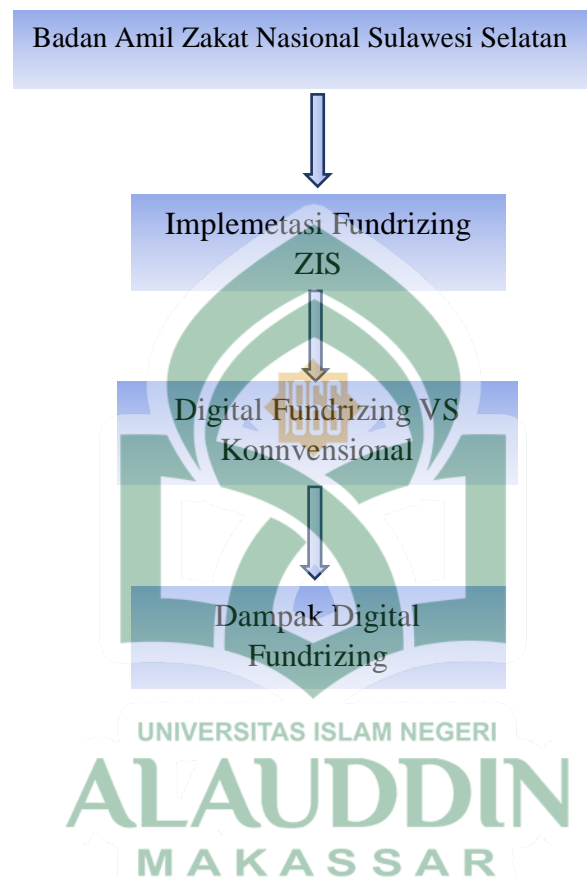 Badan Amil Zakat Nasional Sulawesi Selatan
Implemetasi Fundrizing
ZIS
Digital Fundrizing VS
Konnvensional
Dampak Digital
Fundrizing
UNIVERSITAS ISLAM NEGERI
ALAUDDIN
MAKASSAR